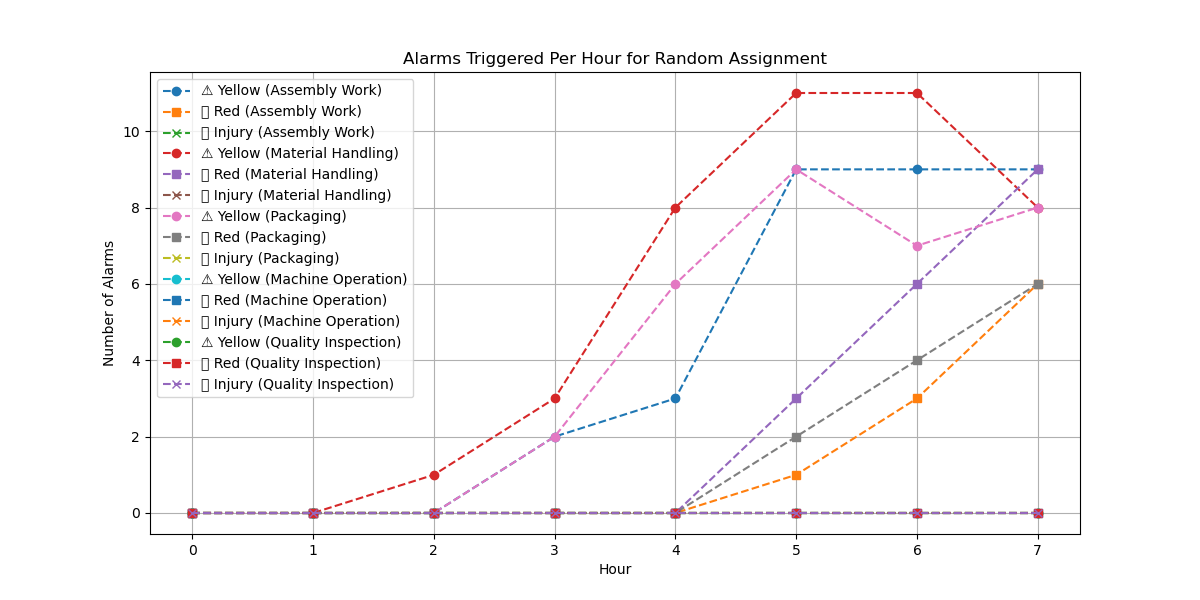 Alarms Triggered Per Hour for Random Assignment
⚠ Yellow (Assembly Work)
▯ Red (Assembly Work)
▯ Injury (Assembly Work)
⚠ Yellow (Material Handling)
▯ Red (Material Handling)
▯ Injury (Material Handling)
⚠ Yellow (Packaging)
▯ Red (Packaging)
▯ Injury (Packaging)
⚠ Yellow (Machine Operation)
▯ Red (Machine Operation)
▯ Injury (Machine Operation)
⚠ Yellow (Quality Inspection)
▯ Red (Quality Inspection)
▯ Injury (Quality Inspection)
Number of Alarms
10
8
6
4
2
0
0 1 2 3 4 5 6 7
Hour